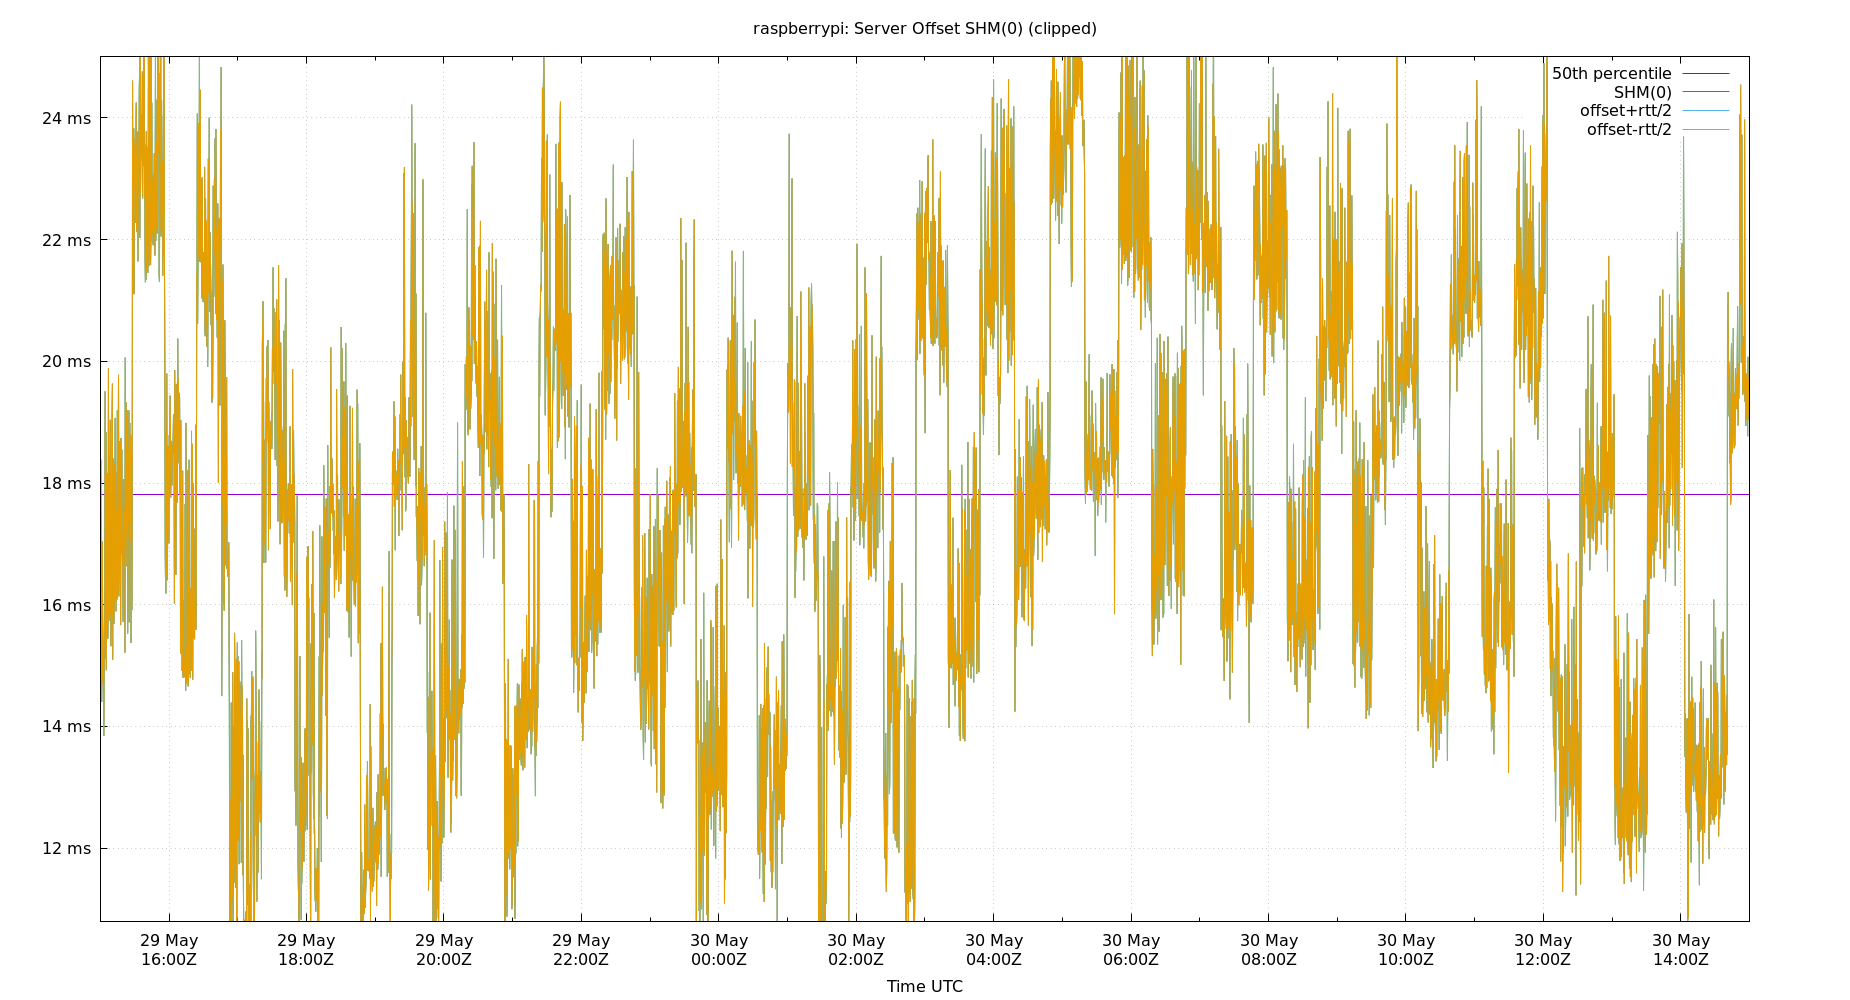 raspberrypi: Server Offset SHM(0) (clipped)
50th percentile
SHM(0)
offset+rtt/2
offset-rtt/2
24 ms
22 ms
20 ms
18 ms
16 ms
14 ms
12 ms
29 May 29 May 29 May 29 May 30 May 30 May 30 May 30 May 30 May 30 May 30 May 30 May
16:00Z 18:00Z 20:00Z 22:00Z 00:00Z 02:00Z 04:00Z 06:00Z 08:00Z 10:00Z 12:00Z 14:00Z
Time UTC